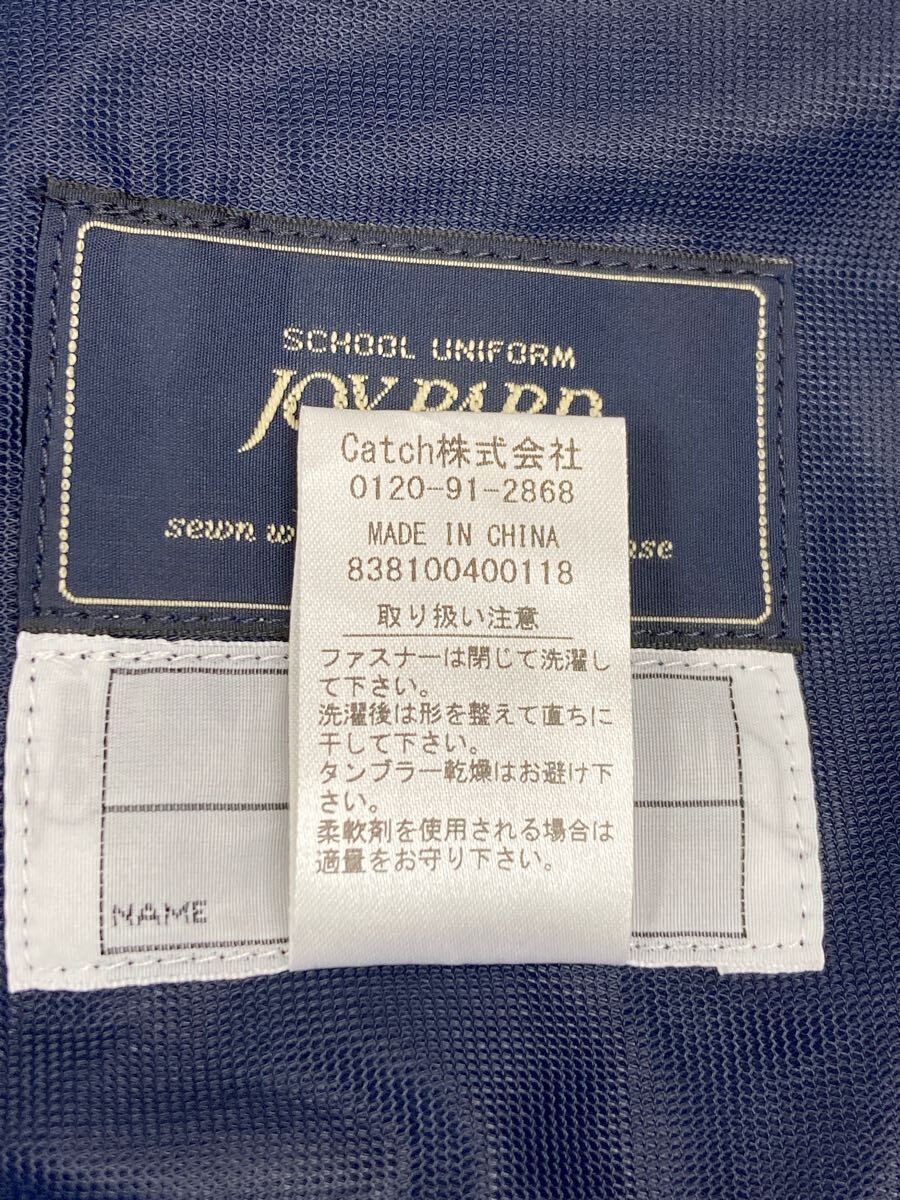 SCHOOL UNIFORM
JOY PARD
Catch株式会社
0120-91-2868
sewn w
ose
MADE IN CHINA
838100400118
取り扱い注意
ファスナーは閉じて洗濯し
て下さい。
洗濯後は形を整えて直ちに
干して下さい。
タンブラー乾燥はお避け下
さい。
柔軟剤を使用される場合は
適量をお守り下さい。
NAME